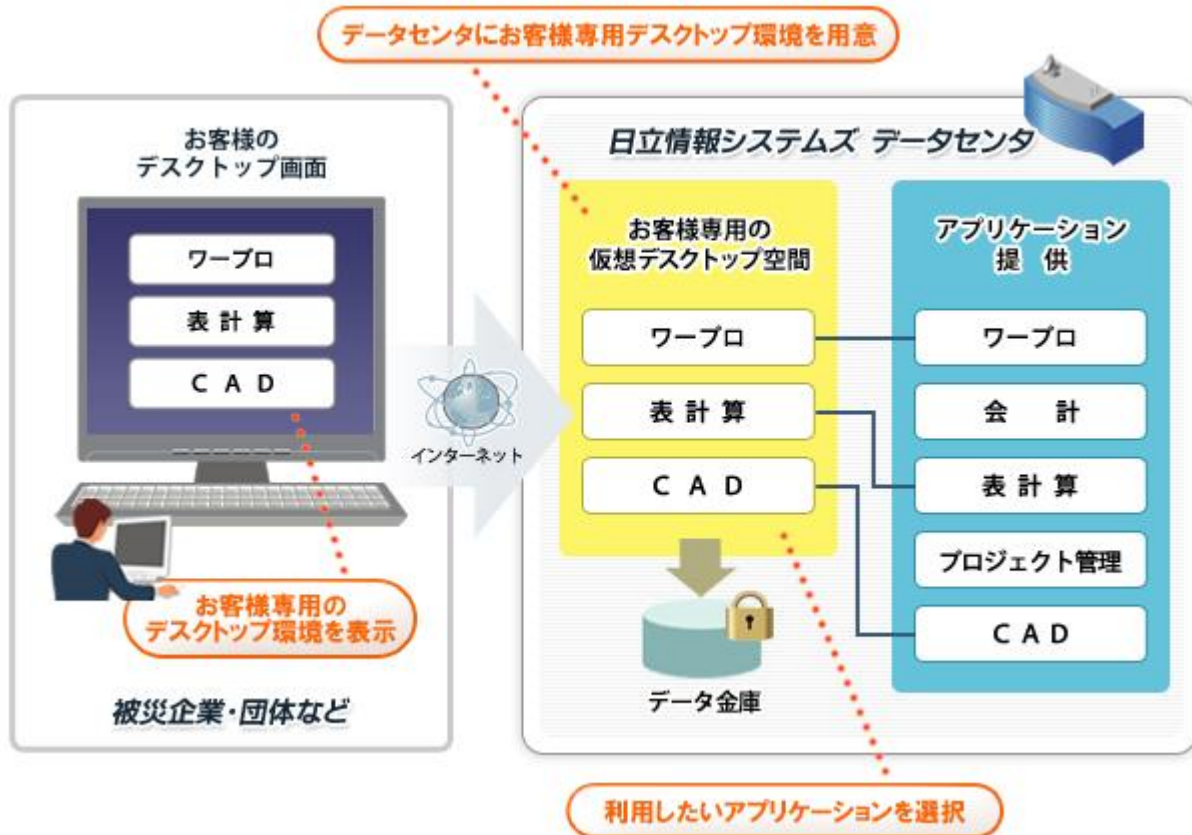 データセンタにお客様専用デスクトップ環境を用意
お客様の
デスクトップ画面
ワープロ
表 計 算
C A D
お客様専用の
デスクトップ環境を表示
被災企業・団体など
インターネット
日立情報システムズ データセンタ
お客様専用の
仮想デスクトップ空間
ワープロ
表 計 算
C A D
データ金庫
アプリケーション
提 供
ワープロ
会 計
表 計 算
プロジェクト管理
C A D
利用したいアプリケーションを選択